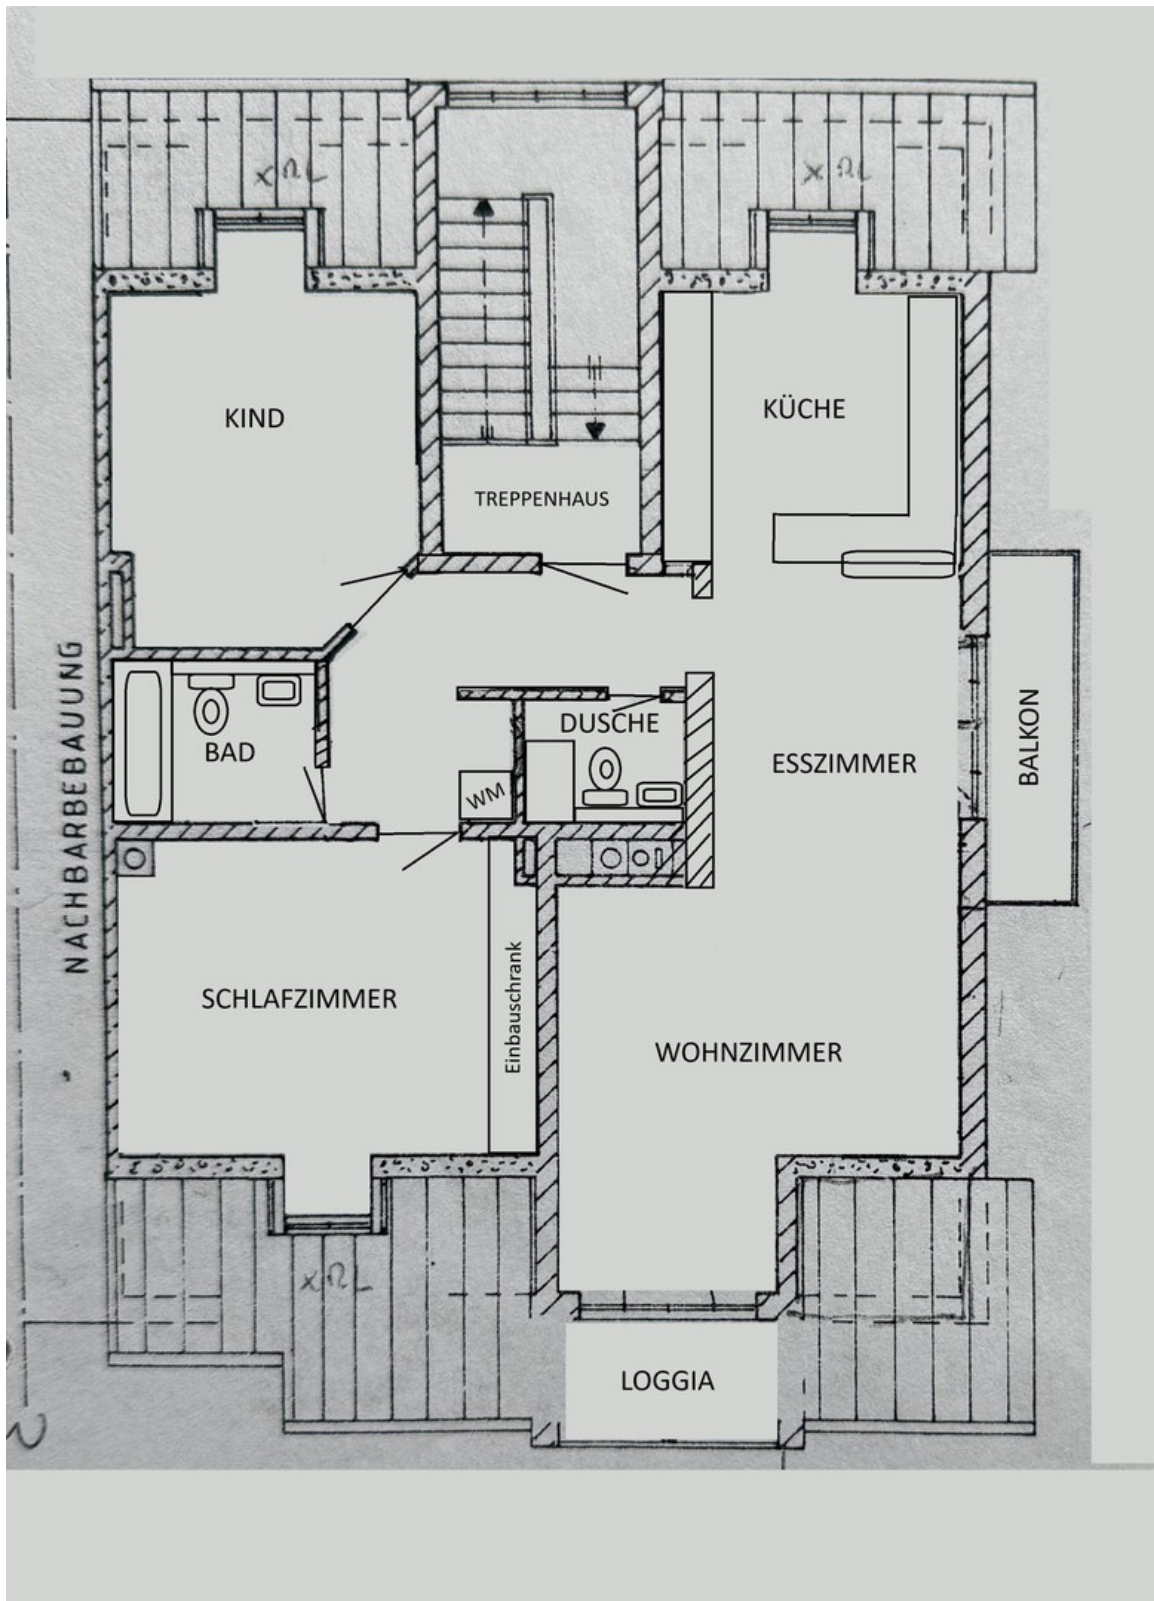 KIND
KÜCHE
TREPPENHAUS
NACHBARBEBAUUNG
BAD
DUSCHE
WM
ESSZIMMER
BALKON
SCHLAFZIMMER
Einbauschrank
WOHNZIMMER
LOGGIA